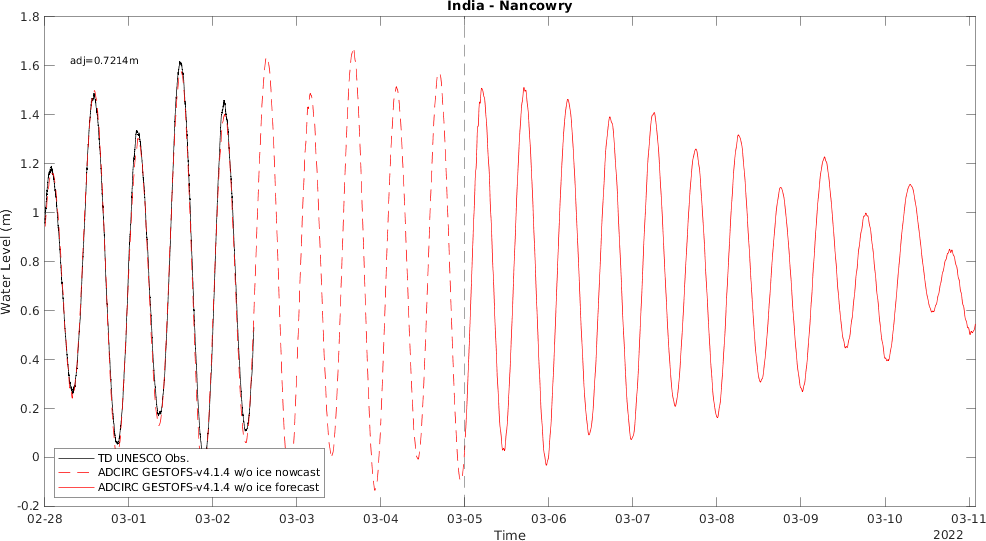 India - Nancowry
adj=0.7214m
1.8
1.6
1.4
1.2
1
0.8
0.6
0.4
0.2
0
-0.2
Water Level (m)
TD UNESCO Obs.
ADCIRC GESTOFS-v4.1.4 w/o ice nowcast
ADCIRC GESTOFS-v4.1.4 w/o ice forecast
02-28 03-01 03-02 03-03 03-04 03-05 03-06 03-07 03-08 03-09 03-10 03-11
Time
2022